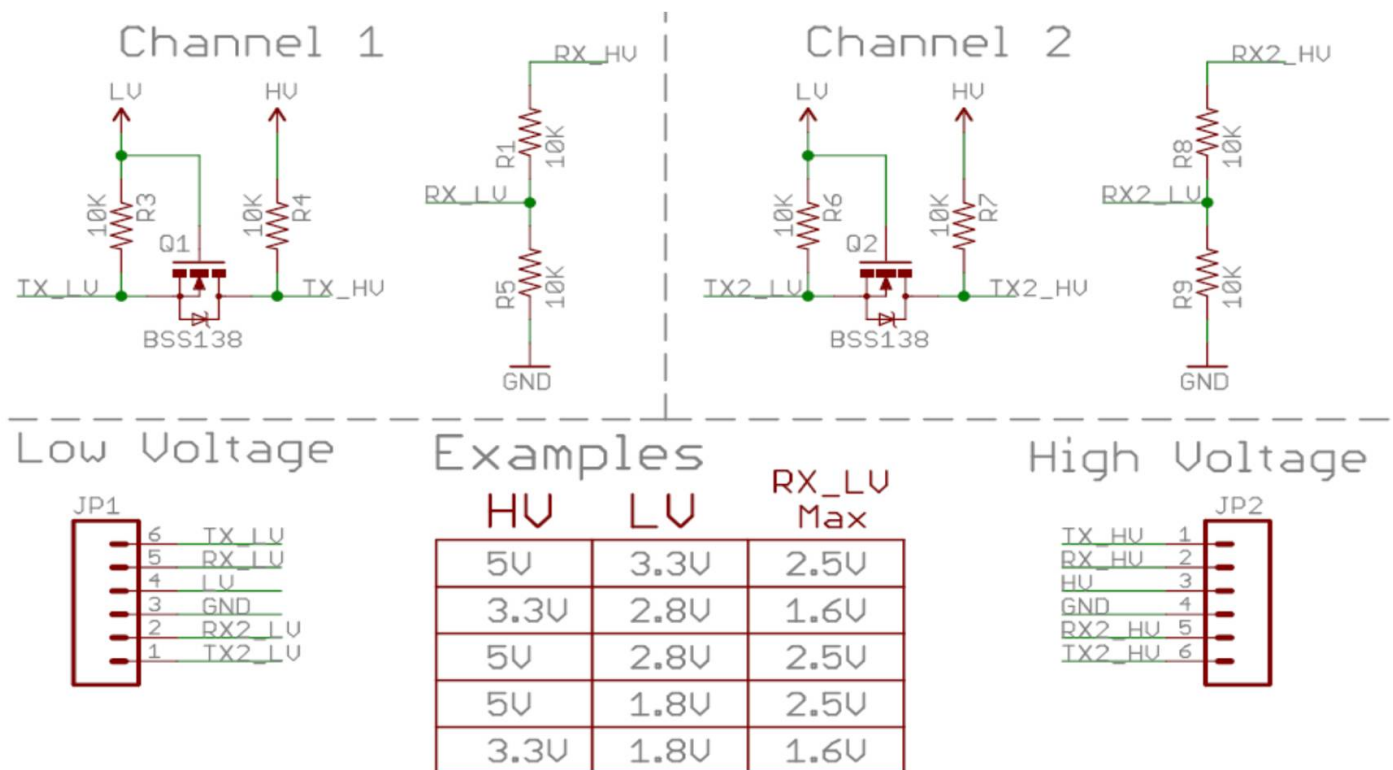 Channel 1
RX_HV
LV
HV
R1
10K
RX_LV
10K
R3
10K
R4
Q1
R5
10K
TX_LV
TX_HV
BSS138
GND
Channel 2
RX2_HV
LV
HV
R8
10K
RX2_LV
10K
R6
10K
R7
Q2
R9
10K
TX2_LV
TX2_HV
BSS138
GND
Low Voltage
JP1
6 TX_LV
5 RX_LV
4 LV
3 GND
2 RX2_LV
1 TX2_LV
Examples
HV LV RX_LV Max
5V 3.3V 2.5V
3.3V 2.8V 1.6V
5V 2.8V 2.5V
5V 1.8V 2.5V
3.3V 1.8V 1.6V
High Voltage
JP2
TX_HV 1
RX_HV 2
HV 3
GND 4
RX2_HV 5
TX2_HV 6